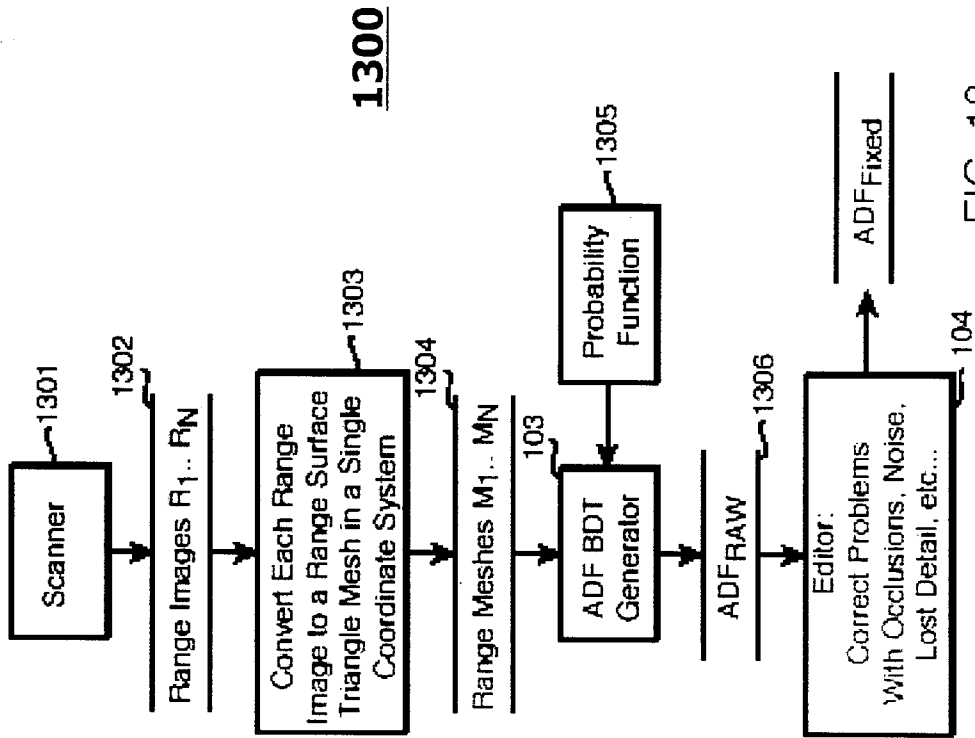 1300
Scanner
1301
1302
Range Images R1.. RN
1303
Convert Each Range
Image to a Range Surface
Triangle Mesh in a Single
Coordinate System
1304
Range Meshes M1.. MN
103
ADF BDT
Generator
1305
Probability
Function
ADFRAW
1306
Editor:
Correct Problems
With Occlusions, Noise,
Lost Detail, etc...
104
ADFFixed
FIG.